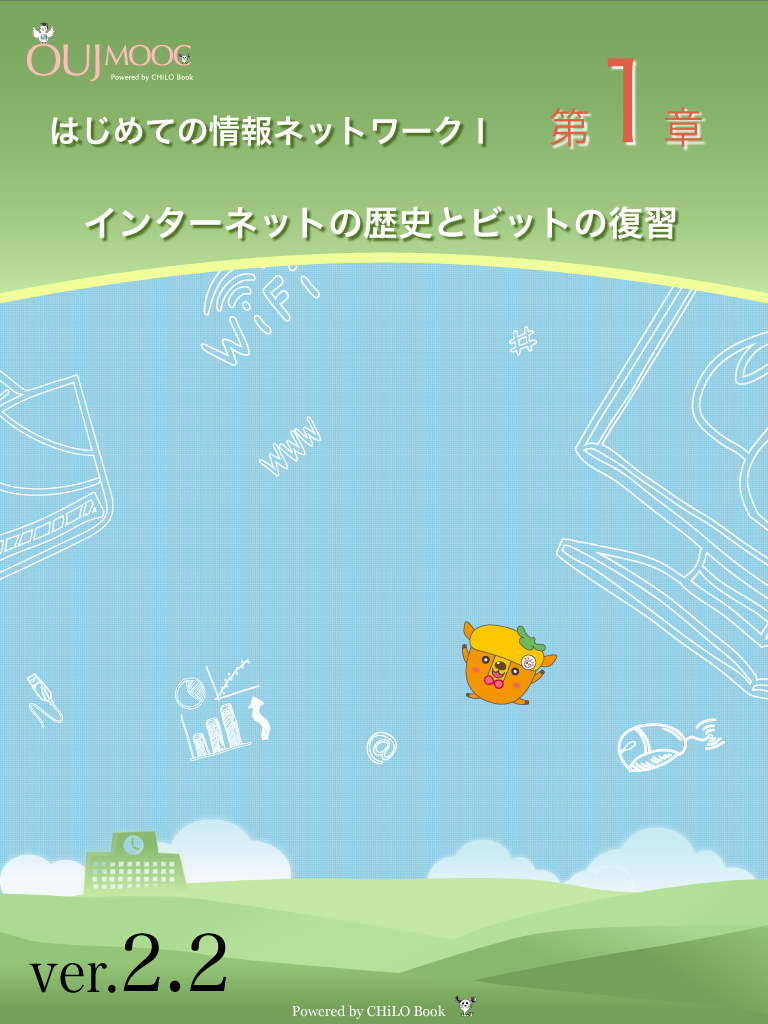 OUJ MOOC
Powered by CHiLO Book
はじめての情報ネットワークⅠ
第1章
インターネットの歴史とビットの復習
WiFi
#
WWW
@
ver.2.2
Powered by CHiLO Book